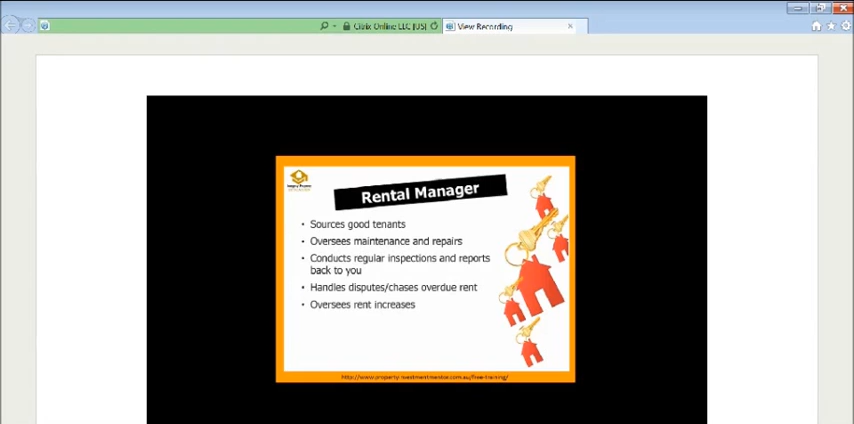 Citrix Online LLC [US]
View Recording
Rental Manager
• Sources good tenants
• Oversees maintenance and repairs
• Conducts regular inspections and reports
back to you
• Handles disputes/chases overdue rent
• Oversees rent increases